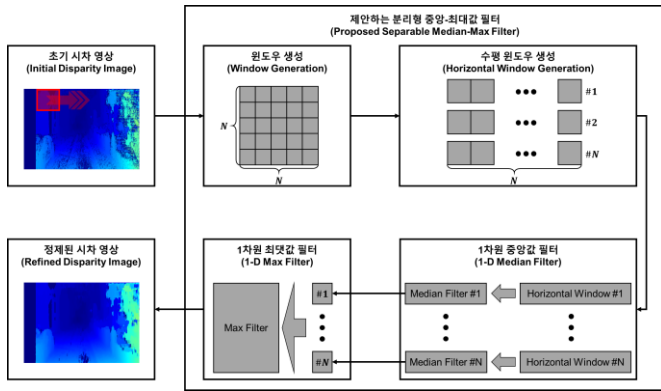 제안하는 분리형 중앙-최대값 필터
(Proposed Separable Median-Max Filter)
초기 시차 영상
(Initial Disparity Image)
윈도우 생성
(Window Generation)
N
N
수평 윈도우 생성
(Horizontal Window Generation)
#1
#2
#N
N
정제된 시차 영상
(Refined Disparity Image)
1차원 최댓값 필터
(1-D Max Filter)
Max Filter
#1
#N
1차원 중앙값 필터
(1-D Median Filter)
Median Filter #1
Horizontal Window #1
Median Filter #N
Horizontal Window #N